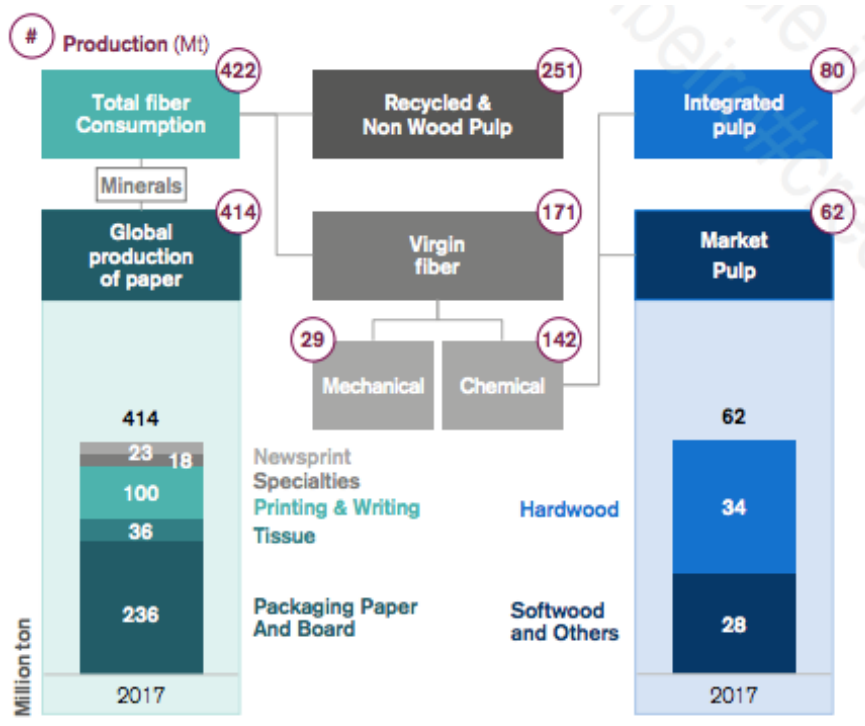 #
Production (Mt)
422
Total fiber
Consumption
251
Recycled &
Non Wood Pulp
80
Integrated
pulp
Minerals
414
Global
production
of paper
171
Virgin
fiber
62
Market
Pulp
29
Mechanical
142
Chemical
414
23
18
100
36
236
2017
Million ton
Newsprint
Specialties
Printing & Writing
Tissue
Packaging Paper
And Board
62
Hardwood
34
Softwood
and Others
28
2017